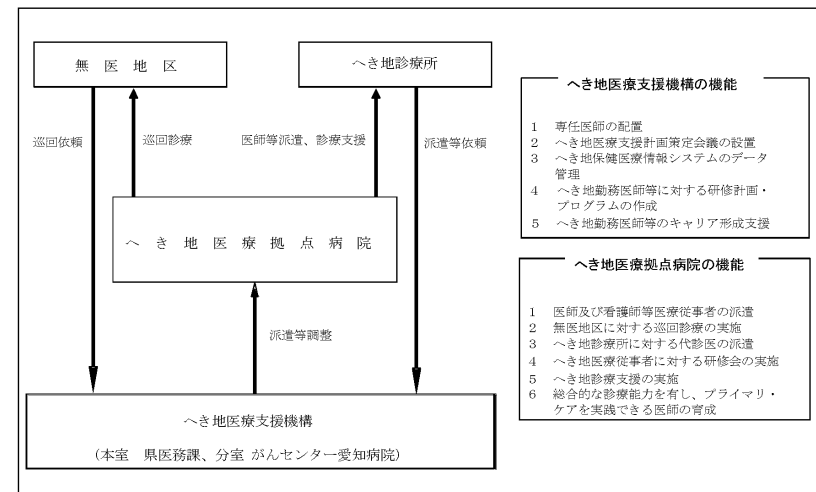 無医地区
へき地診療所
巡回依頼
巡回診療
医師等派遣、診療支援
派遣等依頼
へき地医療拠点病院
派遣等調整
へき地医療支援機構
(本室　県医務課、分室 がんセンター愛知病院)
へき地医療支援機構の機能
1　専任医師の配置
2　へき地医療支援計画策定会議の設置
3　へき地保健医療情報システムのデータ
管理
4　へき地勤務医師等に対する研修計画・
プログラムの作成
5　へき地勤務医師等のキャリア形成支援
へき地医療拠点病院の機能
1　医師及び看護師等医療従事者の派遣
2　無医地区に対する巡回診療の実施
3　へき地診療所に対する代診医の派遣
4　へき地医療従事者に対する研修会の実施
5　へき地診療支援の実施
6　総合的な診療能力を有し、プライマリ・
ケアを実践できる医師の育成